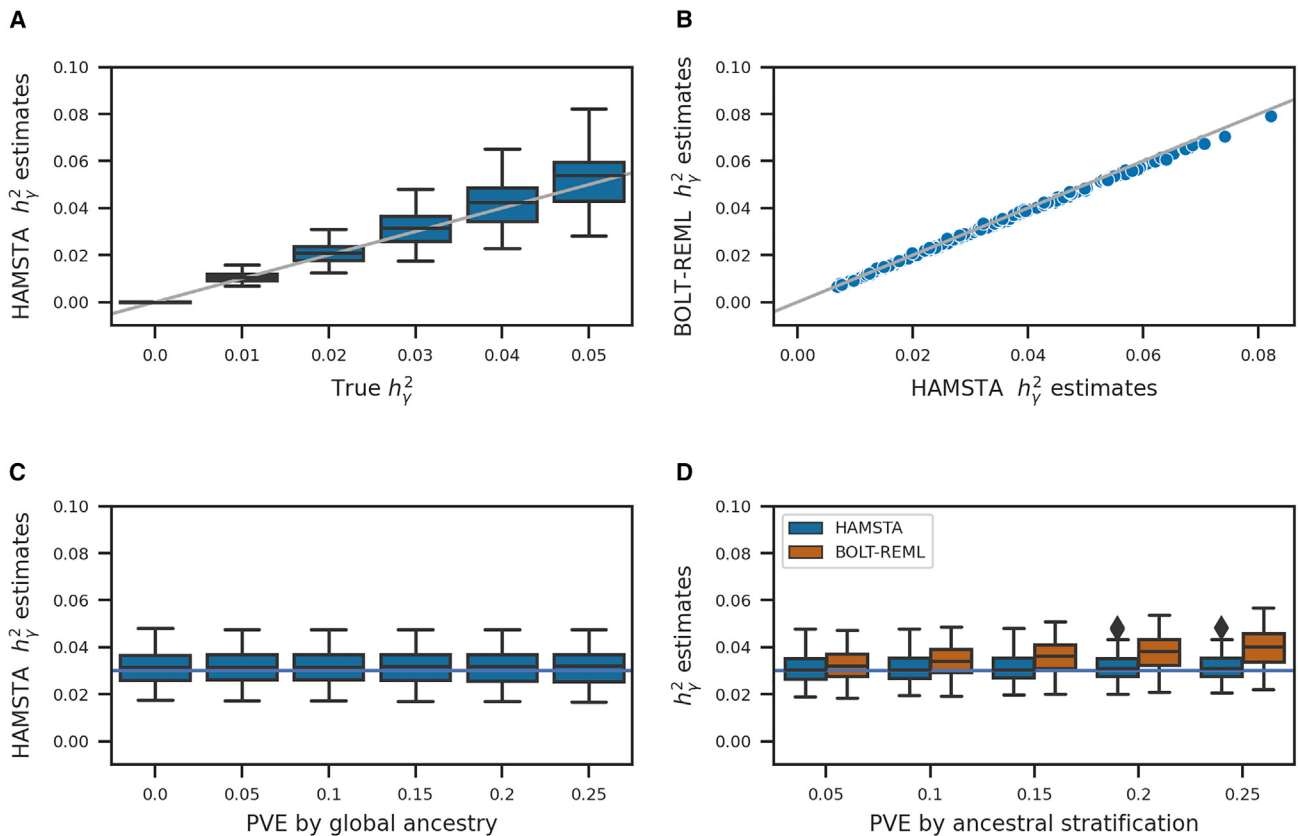 A
HAMSTA h²γ estimates
0.10
0.08
0.06
0.04
0.02
0.00
0.0 0.01 0.02 0.03 0.04 0.05
True h²γ
B
BOLT-REML h²γ estimates
0.10
0.08
0.06
0.04
0.02
0.00
0.00 0.02 0.04 0.06 0.08
HAMSTA h²γ estimates
C
HAMSTA h²γ estimates
0.10
0.08
0.06
0.04
0.02
0.00
0.0 0.05 0.1 0.15 0.2 0.25
PVE by global ancestry
D
h²γ estimates
0.10
0.08
0.06
0.04
0.02
0.00
HAMSTA
BOLT-REML
0.05 0.1 0.15 0.2 0.25
PVE by ancestral stratification